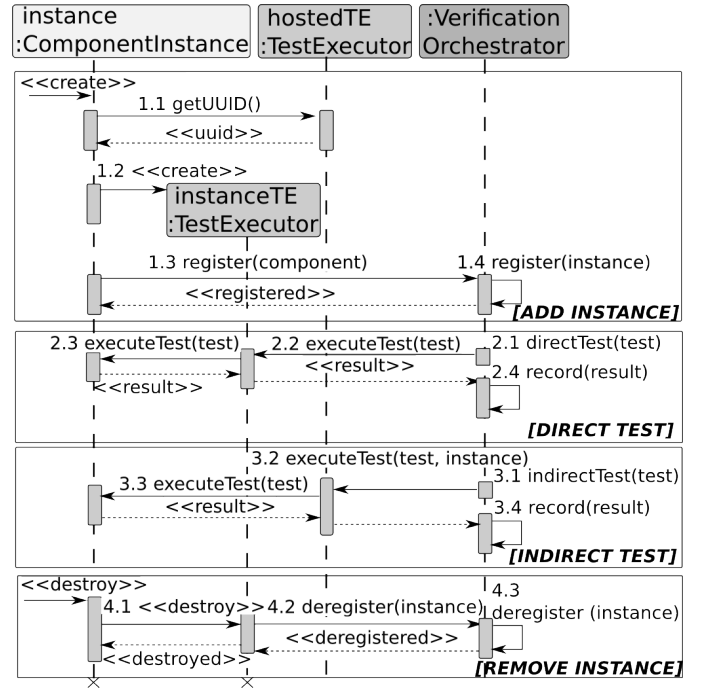 instance
:ComponentInstance
hostedTE
:TestExecutor
:Verification
Orchestrator
<<create>>
1.1 getUUID()
<<uuid>>
1.2 <<create>>
instanceTE
:TestExecutor
1.3 register(component)
1.4 register(instance)
<<registered>>
[ADD INSTANCE]
2.3 executeTest(test)
2.2 executeTest(test)
2.1 directTest(test)
<<result>>
2.4 record(result)
<<result>>
[DIRECT TEST]
3.2 executeTest(test, instance)
3.3 executeTest(test)
3.1 indirectTest(test)
<<result>>
3.4 record(result)
[INDIRECT TEST]
<<destroy>>
4.1 <<destroy>>
4.2 deregister(instance)
4.3
deregister (instance)
<<deregistered>>
<<destroyed>>
[REMOVE INSTANCE]